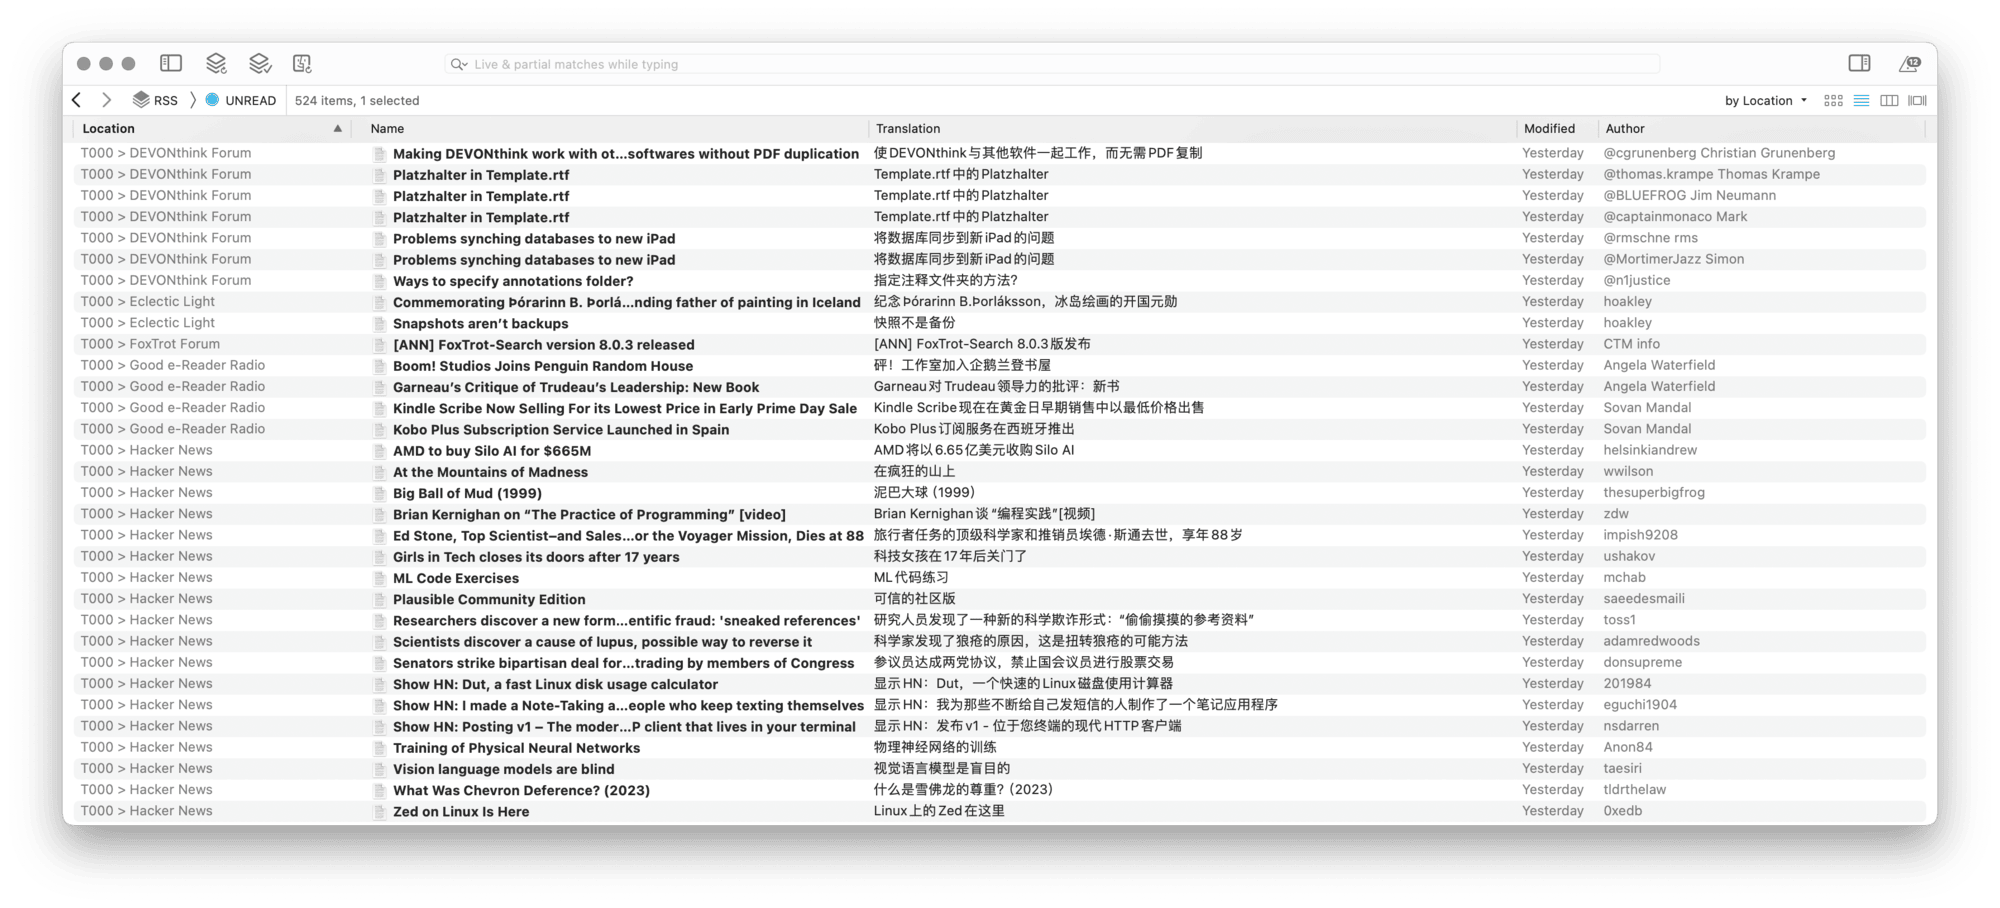 Live & partial matches while typing
12
RSS UNREAD 524 items, 1 selected by Location
Location Name Translation Modified Author
T000 > DEVONthink Forum Making DEVONthink work with ot...softwares without PDF duplication 使DEVONthink与其他软件一起工作，而无需PDF复制 Yesterday @cgrunenberg Christian Grunenberg
T000 > DEVONthink Forum Platzhalter in Template.rtf Template.rtf中的Platzhalter Yesterday @thomas.krampe Thomas Krampe
T000 > DEVONthink Forum Platzhalter in Template.rtf Template.rtf中的Platzhalter Yesterday @BLUEFROG Jim Neumann
T000 > DEVONthink Forum Platzhalter in Template.rtf Template.rtf中的Platzhalter Yesterday @captainmonaco Mark
T000 > DEVONthink Forum Problems synching databases to new iPad 将数据库同步到新iPad的问题 Yesterday @rmschne rms
T000 > DEVONthink Forum Problems synching databases to new iPad 将数据库同步到新iPad的问题 Yesterday @MortimerJazz Simon
T000 > DEVONthink Forum Ways to specify annotations folder? 指定注释文件夹的方法？ Yesterday @n1justice
T000 > Eclectic Light Commemorating Þórarinn B. Þorlá...nding father of painting in Iceland 纪念Þórarinn B.Þorláksson，冰岛绘画的开国元勋 Yesterday hoakley
T000 > Eclectic Light Snapshots aren’t backups 快照不是备份 Yesterday hoakley
T000 > FoxTrot Forum [ANN] FoxTrot-Search version 8.0.3 released [ANN] FoxTrot-Search 8.0.3版发布 Yesterday CTM info
T000 > Good e-Reader Radio Boom! Studios Joins Penguin Random House 砰！工作室加入企鹅兰登书屋 Yesterday Angela Waterfield
T000 > Good e-Reader Radio Garneau’s Critique of Trudeau’s Leadership: New Book Garneau对Trudeau领导力的批评：新书 Yesterday Angela Waterfield
T000 > Good e-Reader Radio Kindle Scribe Now Selling For its Lowest Price in Early Prime Day Sale Kindle Scribe现在在黄金日早期销售中以最低价格出售 Yesterday Sovan Mandal
T000 > Good e-Reader Radio Kobo Plus Subscription Service Launched in Spain Kobo Plus订阅服务在西班牙推出 Yesterday Sovan Mandal
T000 > Hacker News AMD to buy Silo AI for $665M AMD将以6.65亿美元收购Silo AI Yesterday helsinkiandrew
T000 > Hacker News At the Mountains of Madness 在疯狂的山上 Yesterday wwilson
T000 > Hacker News Big Ball of Mud (1999) 泥巴大球（1999） Yesterday thesuperbigfrog
T000 > Hacker News Brian Kernighan on “The Practice of Programming” [video] Brian Kernighan谈“编程实践”[视频] Yesterday zdw
T000 > Hacker News Ed Stone, Top Scientist—and Sales...or the Voyager Mission, Dies at 88 旅行者任务的顶级科学家和推销员埃德·斯通去世，享年88岁 Yesterday impish9208
T000 > Hacker News Girls in Tech closes its doors after 17 years 科技女孩在17年后关门了 Yesterday ushakov
T000 > Hacker News ML Code Exercises ML代码练习 Yesterday mchab
T000 > Hacker News Plausible Community Edition 可信的社区版 Yesterday saeedesmaili
T000 > Hacker News Researchers discover a new form...entific fraud: 'sneaked references' 研究人员发现了一种新的科学欺诈形式：“偷偷摸摸的参考资料” Yesterday toss1
T000 > Hacker News Scientists discover a cause of lupus, possible way to reverse it 科学家发现了狼疮的原因，这是扭转狼疮的可能方法 Yesterday adamredwoods
T000 > Hacker News Senators strike bipartisan deal for...trading by members of Congress 参议员达成两党协议，禁止国会议员进行股票交易 Yesterday donsupreme
T000 > Hacker News Show HN: Dut, a fast Linux disk usage calculator 显示HN：Dut，一个快速的Linux磁盘使用计算器 Yesterday 201984
T000 > Hacker News Show HN: I made a Note-Taking a...eople who keep texting themselves 显示HN：我为那些不断给自己发短信的人制作了一个笔记应用程序 Yesterday eguchi1904
T000 > Hacker News Show HN: Posting v1 – The moder...P client that lives in your terminal 显示HN：发布v1 - 位于您终端的现代HTTP客户端 Yesterday nsdarren
T000 > Hacker News Training of Physical Neural Networks 物理神经网络的训练 Yesterday Anon84
T000 > Hacker News Vision language models are blind 视觉语言模型是盲目的 Yesterday taesiri
T000 > Hacker News What Was Chevron Deference? (2023) 什么是雪佛龙的尊重？（2023） Yesterday tldrthelaw
T000 > Hacker News Zed on Linux Is Here Linux上的Zed在这里 Yesterday 0xedb